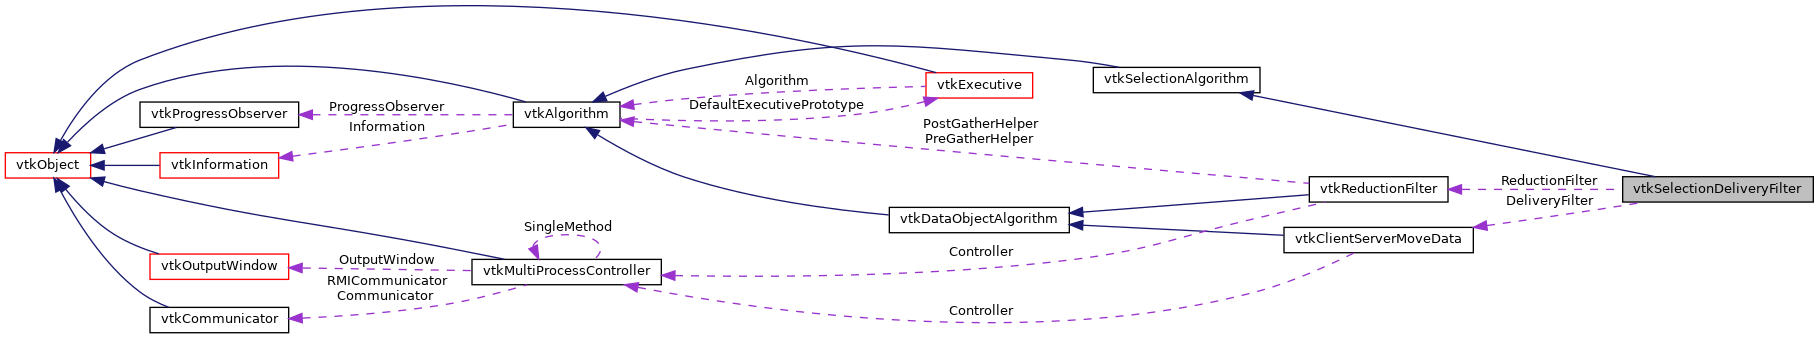 vtkSelectionAlgorithm
Algorithm
vtkExecutive
DefaultExecutivePrototype
ProgressObserver
vtkProgressObserver
vtkAlgorithm
Information
PostGatherHelper
PreGatherHelper
vtkObject
vtkInformation
ReductionFilter
vtkReductionFilter
vtkSelectionDeliveryFilter
DeliveryFilter
vtkDataObjectAlgorithm
SingleMethod
vtkClientServerMoveData
Controller
OutputWindow
vtkOutputWindow
vtkMultiProcessController
RMICommunicator
Communicator
vtkCommunicator
Controller